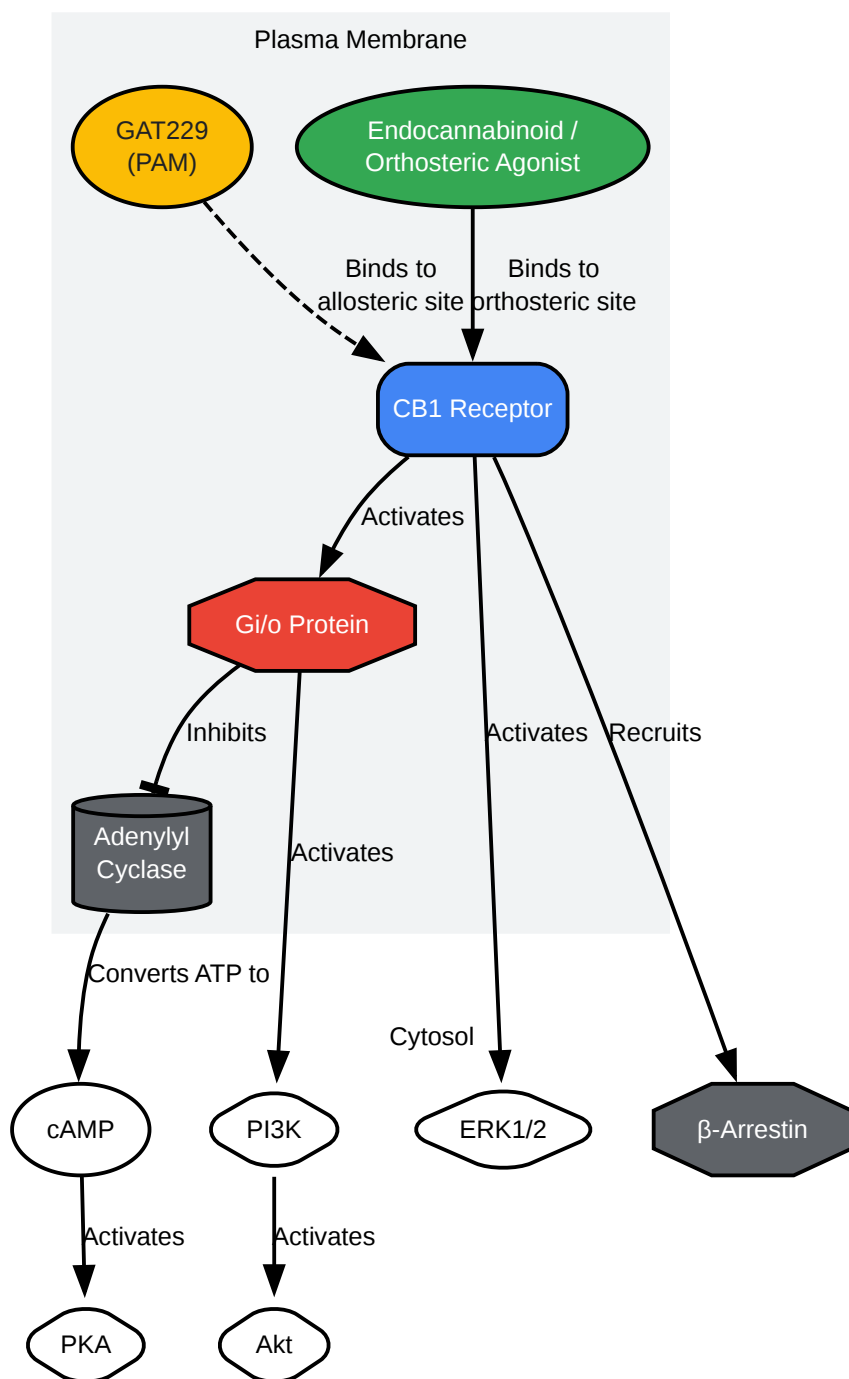 Plasma Membrane
GAT229
(PAM)
Endocannabinoid /
Orthosteric Agonist
Binds to
allosteric site
Binds to
orthosteric site
CB1 Receptor
Activates
Gi/o Protein
Inhibits
Activates
Recruits
Adenylyl
Cyclase
Activates
Converts ATP to
Cytosol
cAMP
PI3K
ERK1/2
β-Arrestin
Activates
Activates
PKA
Akt